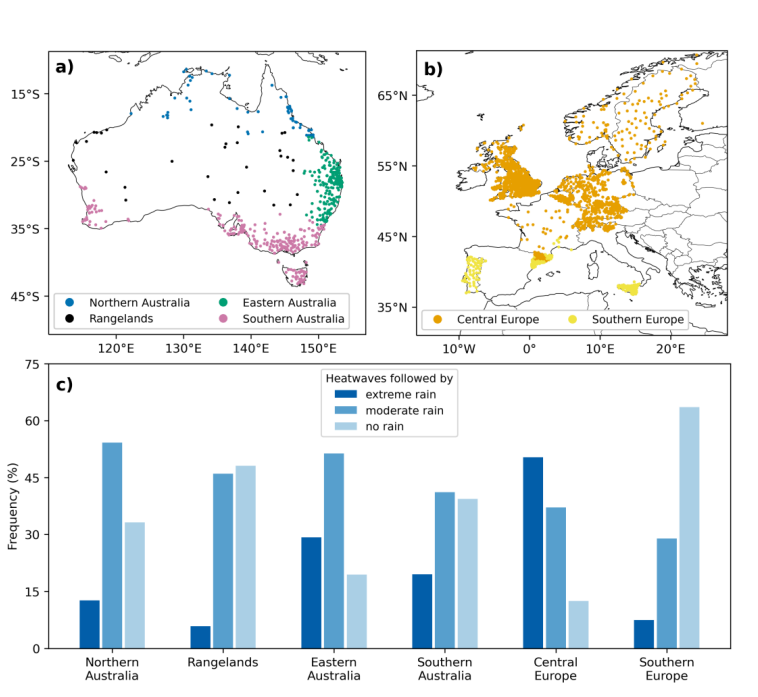 a)
15°S
25°S
35°S
45°S
Northern Australia
Eastern Australia
Rangelands
Southern Australia
120°E
130°E
140°E
150°E
b)
65°N
55°N
45°N
35°N
Central Europe
Southern Europe
10°W
0°
10°E
20°E
c)
Frequency (%)
75
60
45
30
15
0
Heatwaves followed by
extreme rain
moderate rain
no rain
Northern
Australia
Rangelands
Eastern
Australia
Southern
Australia
Central
Europe
Southern
Europe